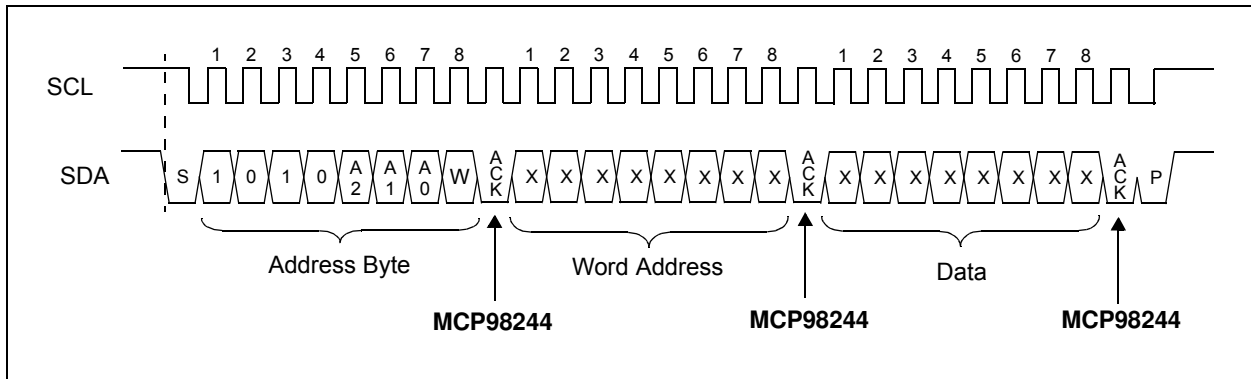 1 2 3 4 5 6 7 8 1 2 3 4 5 6 7 8 1 2 3 4 5 6 7 8
SCL
SDA S 1 0 1 0 A2 A1 A0 W ACK X X X X X X X X ACK X X X X X X X X ACK P
Address Byte Word Address Data
MCP98244 MCP98244 MCP98244